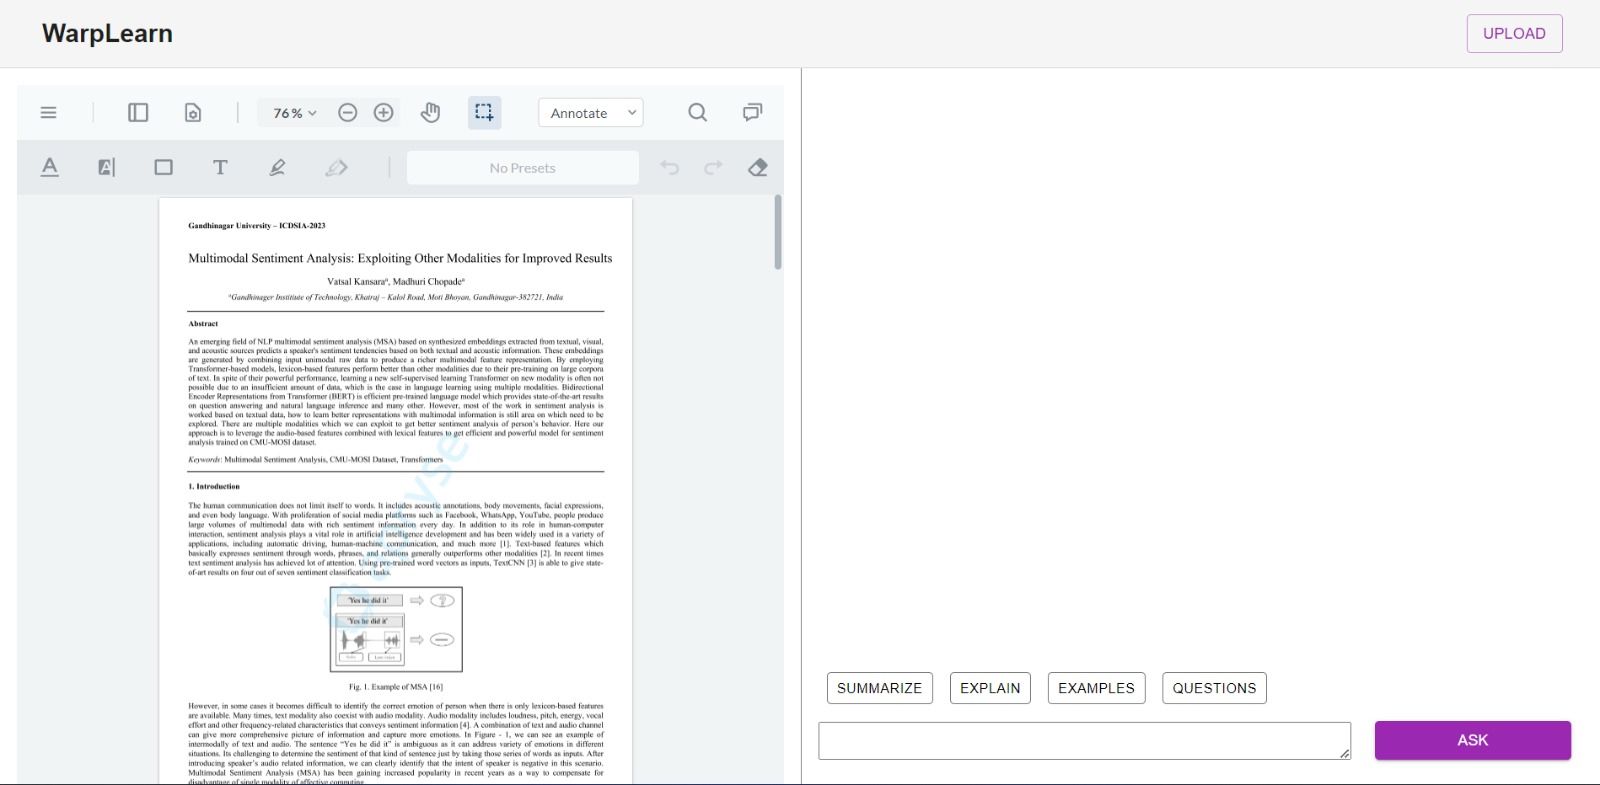 WarpLearn
UPLOAD
76%
Annotate
No Presets
Gandhinagar University – ICDSIA-2023
Multimodal Sentiment Analysis: Exploiting Other Modalities for Improved Results
Vatsal Kansaraª, Madhuri Chopadeª
ªGandhinager Institiute of Technology, Khatraj – Kalol Road, Moti Bhoyan, Gandhinagar-382721, India
Abstract
An emerging field of NLP multimodal sentiment analysis (MSA) based on synthesized embeddings extracted from textual, visual,
and acoustic sources predicts a speaker's sentiment tendencies based on both textual and acoustic information. These embeddings
are generated by combining input unimodal raw data to produce a richer multimodal feature representation. By employing
Transformer-based models, lexicon-based features perform better than other modalities due to their pre-training on large corpora
of text. In spite of their powerful performance, learning a new self-supervised learning Transformer on new modality is often not
possible due to an insufficient amount of data, which is the case in language learning using multiple modalities. Bidirectional
Encoder Representations from Transformer (BERT) is efficient pre-trained language model which provides state-of-the-art results
on question answering and natural language inference and many other. However, most of the work in sentiment analysis is
worked based on textual data, how to learn better representations with multimodal information is still area on which need to be
explored. There are multiple modalities which we can exploit to get better sentiment analysis of person's behavior. Here our
approach is to leverage the audio-based features combined with lexical features to get efficient and powerful model for sentiment
analysis trained on CMU-MOSI dataset.
Keywords: Multimodal Sentiment Analysis, CMU-MOSI Dataset, Transformers
1. Introduction
The human communication does not limit itself to words. It includes acoustic annotations, body movements, facial expressions,
and even body language. With proliferation of social media platforms such as Facebook, WhatsApp, YouTube, people produce
large volumes of multimodal data with rich sentiment information every day. In addition to its role in human-computer
interaction, sentiment analysis plays a vital role in artificial intelligence development and has been widely used in a variety of
applications, including automatic driving, human-machine communication, and much more [1]. Text-based features which
basically expresses sentiment through words, phrases, and relations generally outperforms other modalities [2]. In recent times
text sentiment analysis has achieved lot of attention. Using pre-trained word vectors as inputs, TextCNN [3] is able to give state-
of-art results on four out of seven sentiment classification tasks.
'Yes he did it'
?
'Yes he did it'
Fig. 1. Example of MSA [16]
However, in some cases it becomes difficult to identify the correct emotion of person when there is only lexicon-based features
are available. Many times, text modality also coexist with audio modality. Audio modality includes loudness, pitch, energy, vocal
effort and other frequency-related characteristics that conveys sentiment information [4]. A combination of text and audio channel
can give more comprehensive picture of information and capture more emotions. In Figure - 1, we can see an example of
intermodally of text and audio. The sentence “Yes he did it” is ambiguous as it can address variety of emotions in different
situations. Its challenging to determine the sentiment of that kind of sentence just by taking those series of words as inputs. After
introducing speaker's audio related information, we can clearly identify that the intent of speaker is negative in this scenario.
Multimodal Sentiment Analysis (MSA) has been gaining increased popularity in recent years as a way to compensate for
disadvantage of single modality of affective computing.
SUMMARIZE
EXPLAIN
EXAMPLES
QUESTIONS
ASK